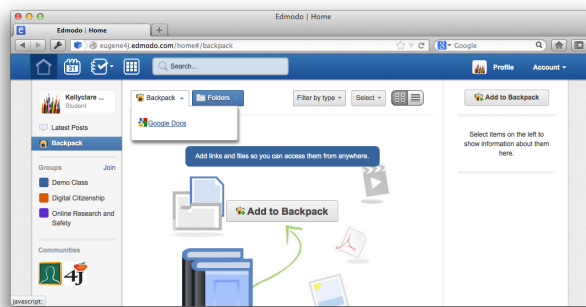 Edmodo | Home
Edmodo | Home
eugene4j.edmodo.com/home#/backpack
Google
31
Search...
Profile
Account
Kellyclare ...
Student
Latest Posts
Backpack
Groups
Join
Demo Class
Digital Citizenship
Online Research and
Safety
Communities
4J
javascript:
Backpack
Folders
Filter by type
Select
Google Docs
Add links and files so you can access them from anywhere.
Add to Backpack
Add to Backpack
Select items on the left to
show information about them
here.